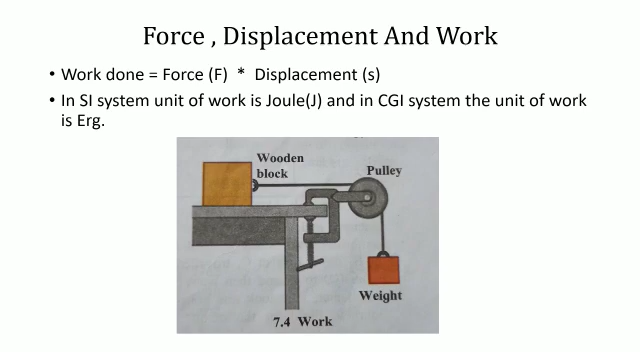 Force , Displacement And Work
• Work done = Force (F)  *  Displacement (s)
• In SI system unit of work is Joule(J) and in CGI system the unit of work
is Erg.
Wooden
block
Pulley
Weight
7.4 Work